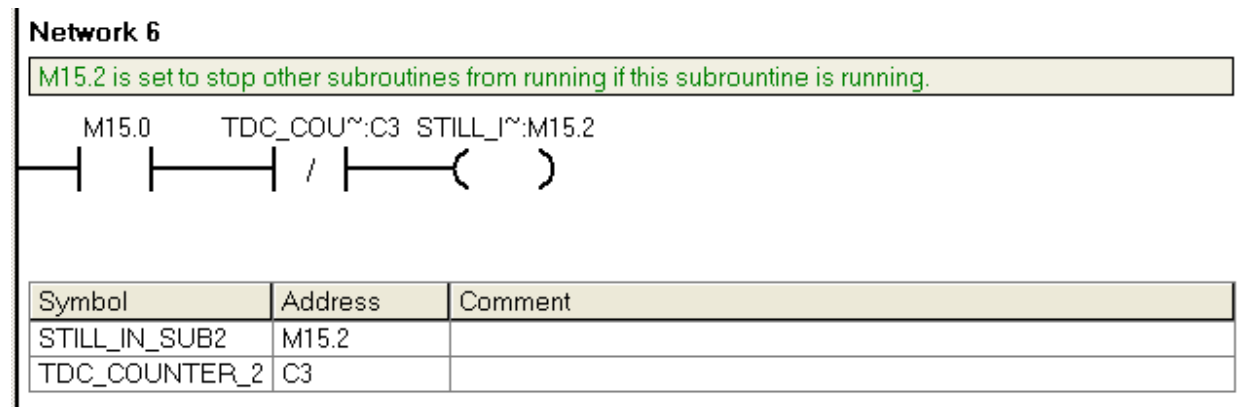 Network 6
M15.2 is set to stop other subroutines from running if this subrountine is running.
M15.0 TDC_COU~:C3 STILL_I~:M15.2
/
Symbol Address Comment
STILL_IN_SUB2 M15.2
TDC_COUNTER_2 C3